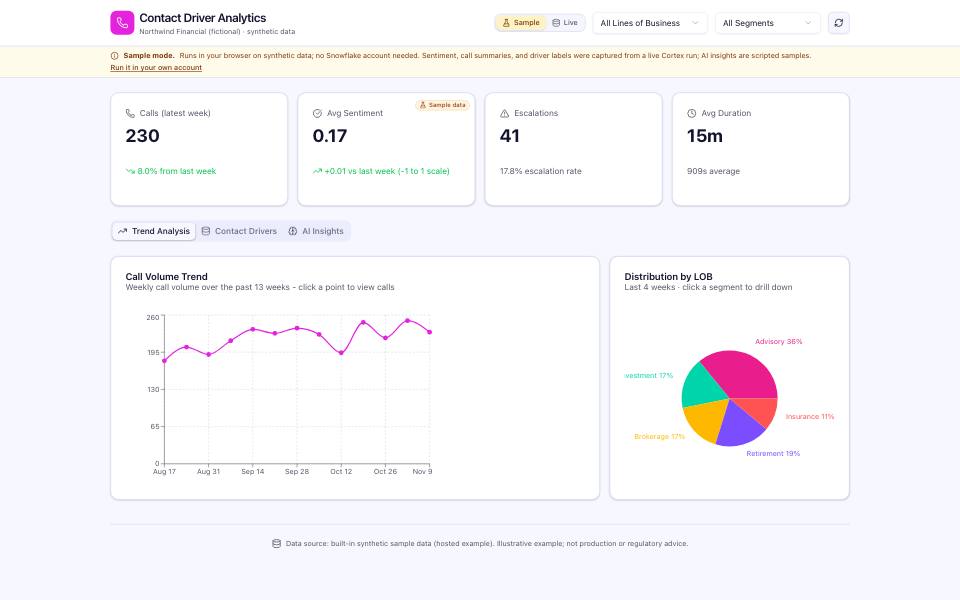 Contact Driver Analytics
Northwind Financial (fictional) · synthetic data
Sample
Live
All Lines of Business
All Segments
Sample mode. Runs in your browser on synthetic data; no Snowflake account needed. Sentiment, call summaries, and driver labels were captured from a live Cortex run; AI insights are scripted samples.
Run it in your own account
Calls (latest week)
230
8.0% from last week
Sample data
Avg Sentiment
0.17
+0.01 vs last week (-1 to 1 scale)
Escalations
41
17.8% escalation rate
Avg Duration
15m
909s average
Trend Analysis
Contact Drivers
AI Insights
Call Volume Trend
Weekly call volume over the past 13 weeks - click a point to view calls
260
195
130
65
0
Aug 17
Aug 31
Sep 14
Sep 28
Oct 12
Oct 26
Nov 9
Distribution by LOB
Last 4 weeks · click a segment to drill down
Advisory 36%
vestment 17%
Insurance 11%
Brokerage 17%
Retirement 19%
Data source: built-in synthetic sample data (hosted example). Illustrative example; not production or regulatory advice.